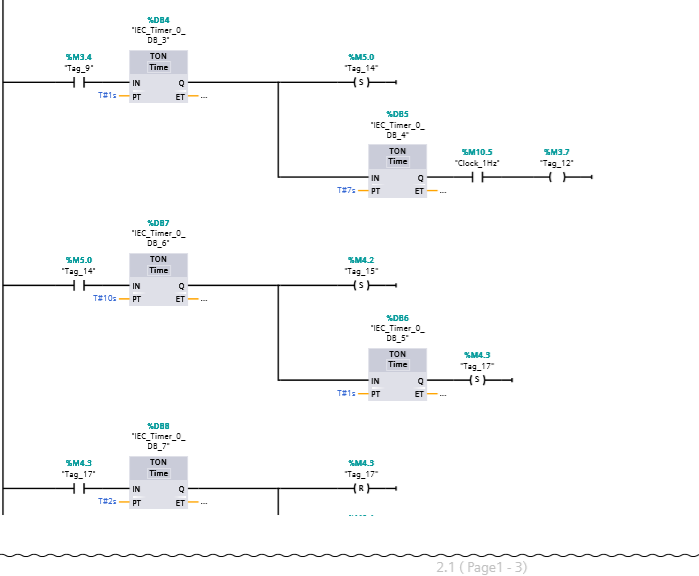 %DB4
"IEC_Timer_0_
DB_3"
%M3.4
"Tag_9"
TON
Time
IN
Q
T#1s
PT
ET
...
%M5.0
"Tag_14"
S
%DB5
"IEC_Timer_0_
DB_4"
TON
Time
IN
Q
T#7s
PT
ET
...
%M10.5
"Clock_1Hz"
%M3.7
"Tag_12"
%DB7
"IEC_Timer_0_
DB_6"
%M5.0
"Tag_14"
TON
Time
IN
Q
T#10s
PT
ET
...
%M4.2
"Tag_15"
S
%DB6
"IEC_Timer_0_
DB_5"
TON
Time
IN
Q
T#1s
PT
ET
...
%M4.3
"Tag_17"
S
%DB8
"IEC_Timer_0_
DB_7"
%M4.3
"Tag_17"
TON
Time
IN
Q
T#2s
PT
ET
...
%M4.3
"Tag_17"
R
2.1 ( Page1 - 3)